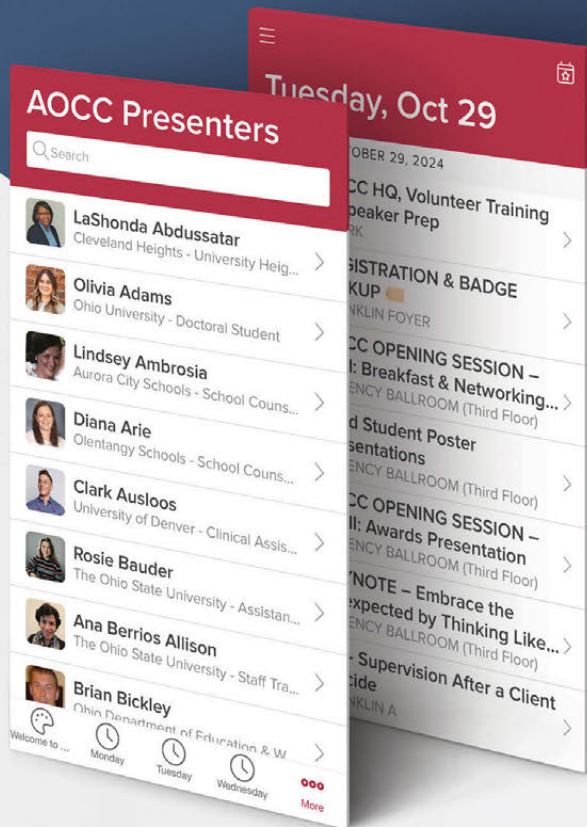 AOCC Presenters
Search
LaShonda Abdussatar
Cleveland Heights - University Heig...
Olivia Adams
Ohio University - Doctoral Student
Lindsey Ambrosia
Aurora City Schools - School Couns...
Diana Arie
Olentangy Schools - School Couns...
Clark Ausloos
University of Denver - Clinical Assis...
Rosie Bauder
The Ohio State University - Assistan...
Ana Berrios Allison
The Ohio State University - Staff Tra...
Brian Bickley
Ohio Department of Education & W
Welcome to ...
Monday
Tuesday
Wednesday
More
Tuesday, Oct 29
OBER 29, 2024
CC HQ, Volunteer Training
peaker Prep
RK
ISTRATION & BADGE
KUP
NKLIN FOYER
CC OPENING SESSION –
I: Breakfast & Networking...
ENCY BALLROOM (Third Floor)
d Student Poster
sentations
ENCY BALLROOM (Third Floor)
CC OPENING SESSION –
II: Awards Presentation
ENCY BALLROOM (Third Floor)
NOTE – Embrace the
expected by Thinking Like...
ENCY BALLROOM (Third Floor)
- Supervision After a Client
cide
NKLIN A